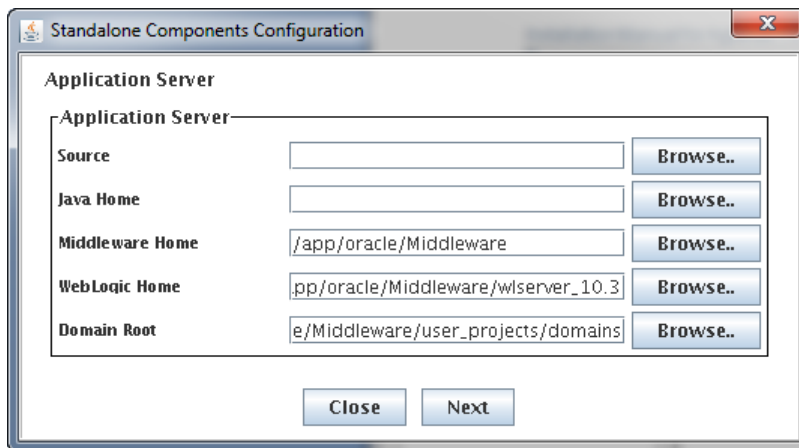 Standalone Components Configuration
Application Server
Application Server
Source Browse..
Java Home Browse..
Middleware Home /app/oracle/Middleware Browse..
WebLogic Home pp/oracle/Middleware/wlserver_10.3 Browse..
Domain Root e/Middleware/user_projects/domains Browse..
Close Next